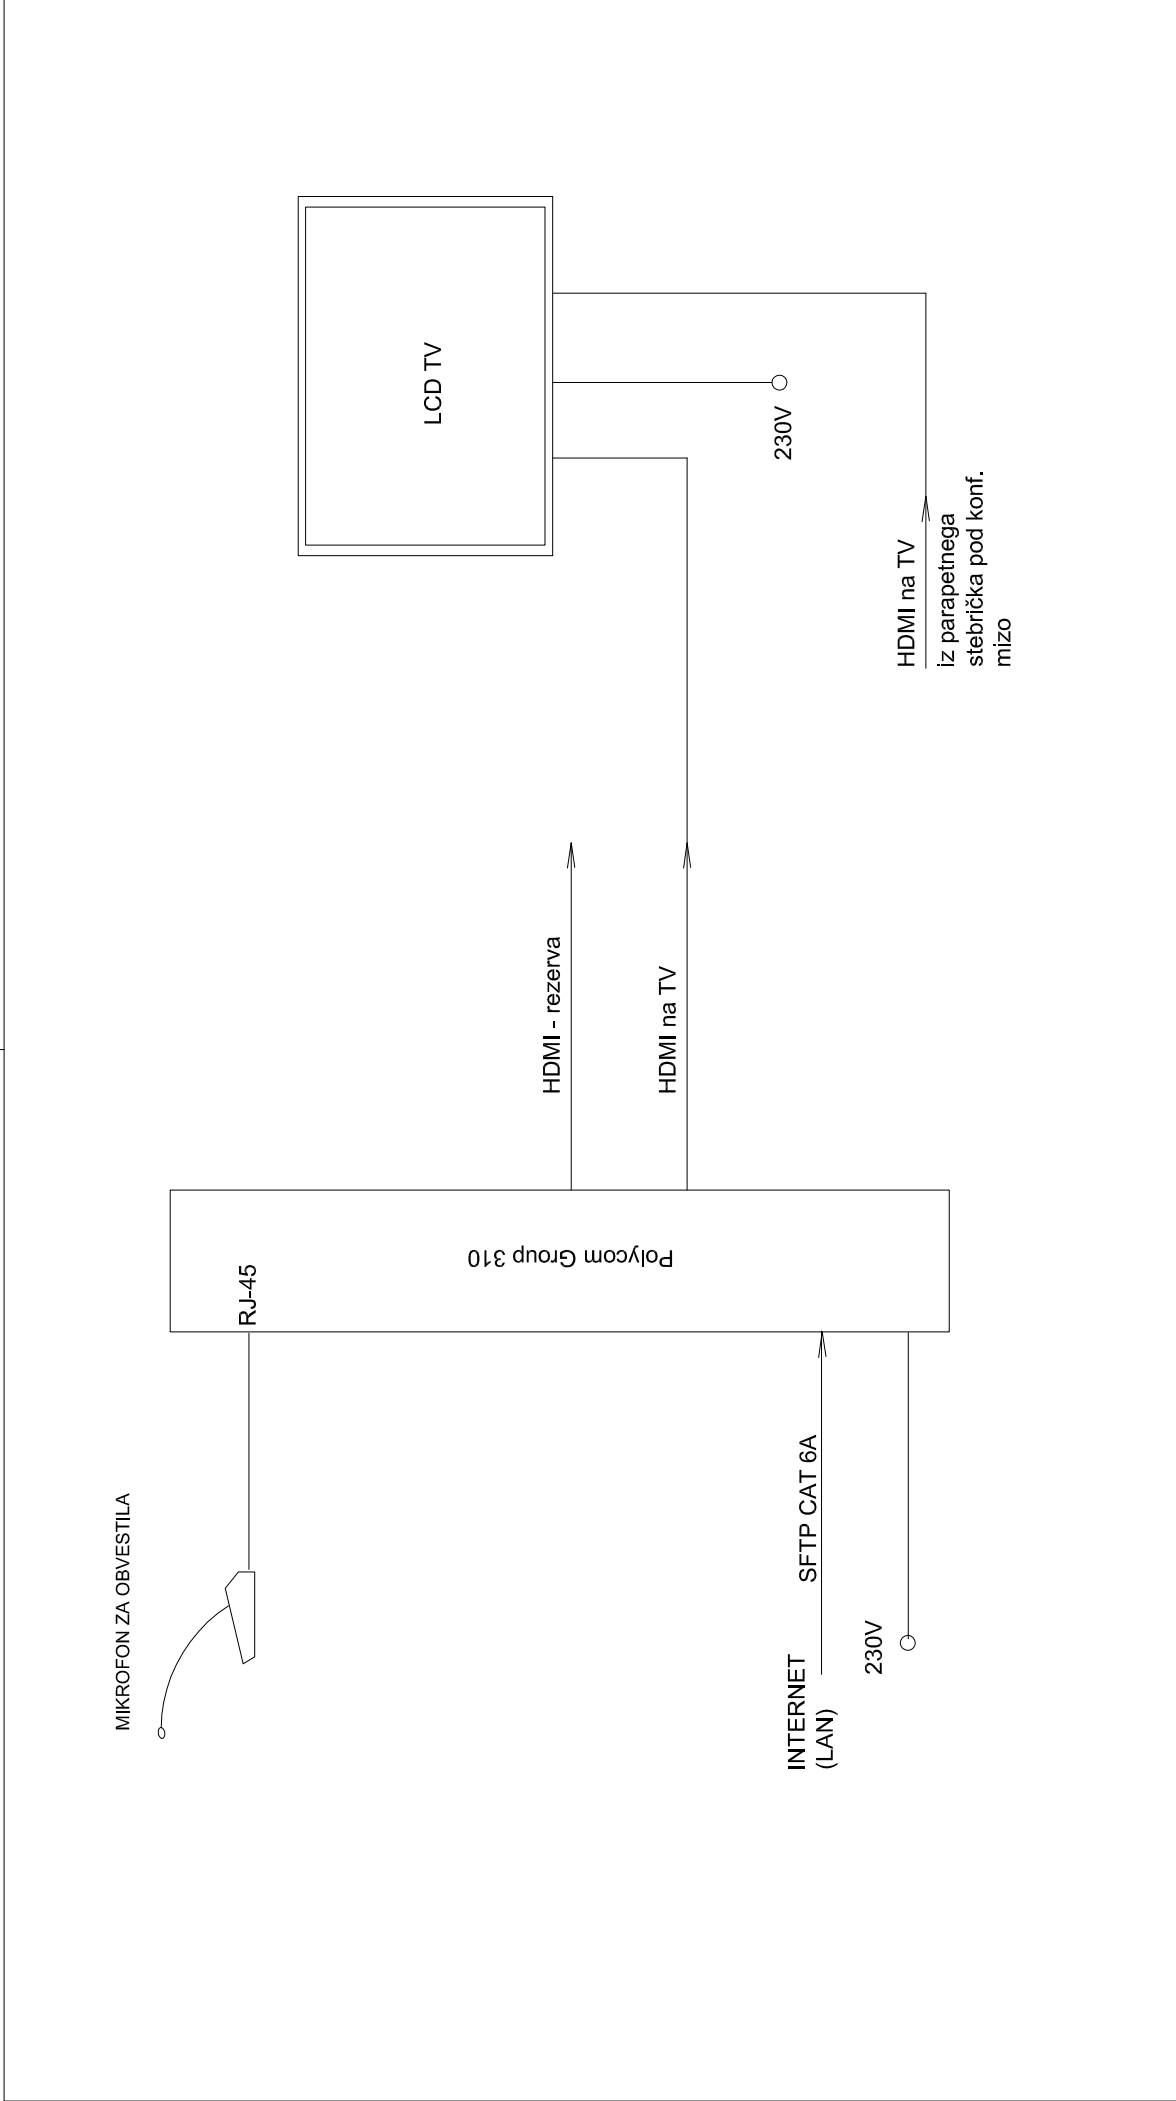 MIKROFON ZA OBVESTILA
RJ-45
Polycom Group 310
INTERNET
(LAN)
SFTP CAT 6A
230V
HDMI - rezerva
HDMI na TV
LCD TV
230V
HDMI na TV
iz parapetnega
stebrička pod konf.
mizo